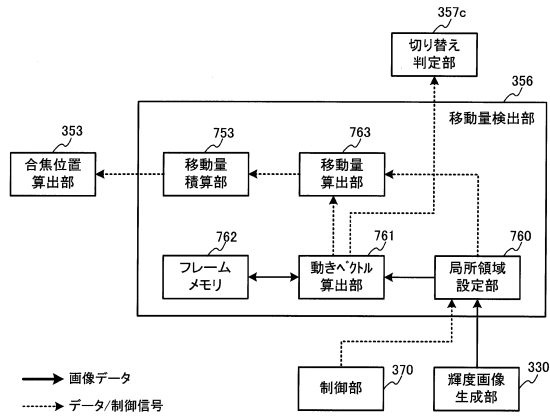 357c
切り替え
判定部
356
移動量検出部
353
合焦位置
算出部
753
移動量
積算部
763
移動量
算出部
762
フレーム
メモリ
761
動きベクトル
算出部
760
局所領域
設定部
370
制御部
330
輝度画像
生成部
画像データ
データ/制御信号